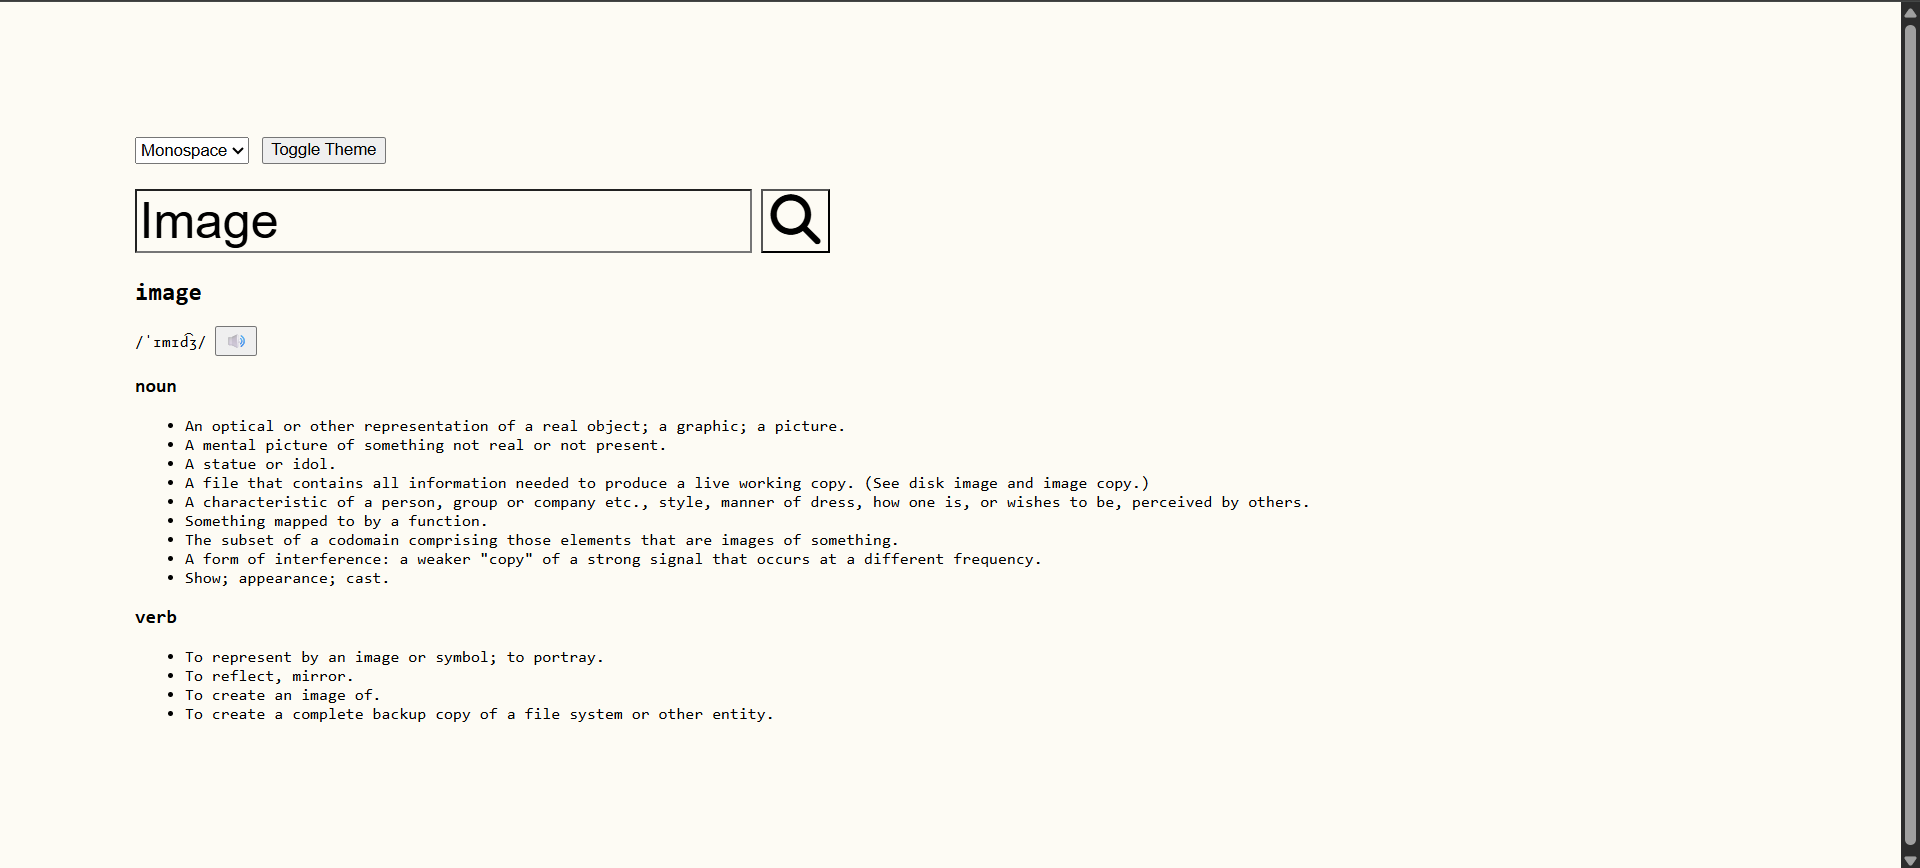 Monospace Toggle Theme
Image
image
/ˈɪmɪd͡ʒ/
noun
• An optical or other representation of a real object; a graphic; a picture.
• A mental picture of something not real or not present.
• A statue or idol.
• A file that contains all information needed to produce a live working copy. (See disk image and image copy.)
• A characteristic of a person, group or company etc., style, manner of dress, how one is, or wishes to be, perceived by others.
• Something mapped to by a function.
• The subset of a codomain comprising those elements that are images of something.
• A form of interference: a weaker "copy" of a strong signal that occurs at a different frequency.
• Show; appearance; cast.
verb
• To represent by an image or symbol; to portray.
• To reflect, mirror.
• To create an image of.
• To create a complete backup copy of a file system or other entity.